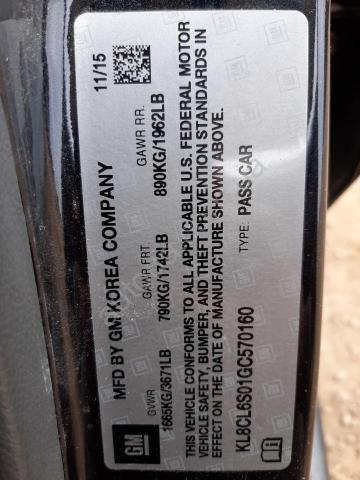 GM
MFD BY GM KOREA COMPANY
11/15
GVWR GAWR FRT. GAWR RR.
1665KG/3671LB 790KG/1742LB 890KG/1962LB
THIS VEHICLE CONFORMS TO ALL APPLICABLE U.S. FEDERAL MOTOR
VEHICLE SAFETY, BUMPER, AND THEFT PREVENTION STANDARDS IN
EFFECT ON THE DATE OF MANUFACTURE SHOWN ABOVE.
KL8CL6S01GC570160 TYPE: PASS CAR